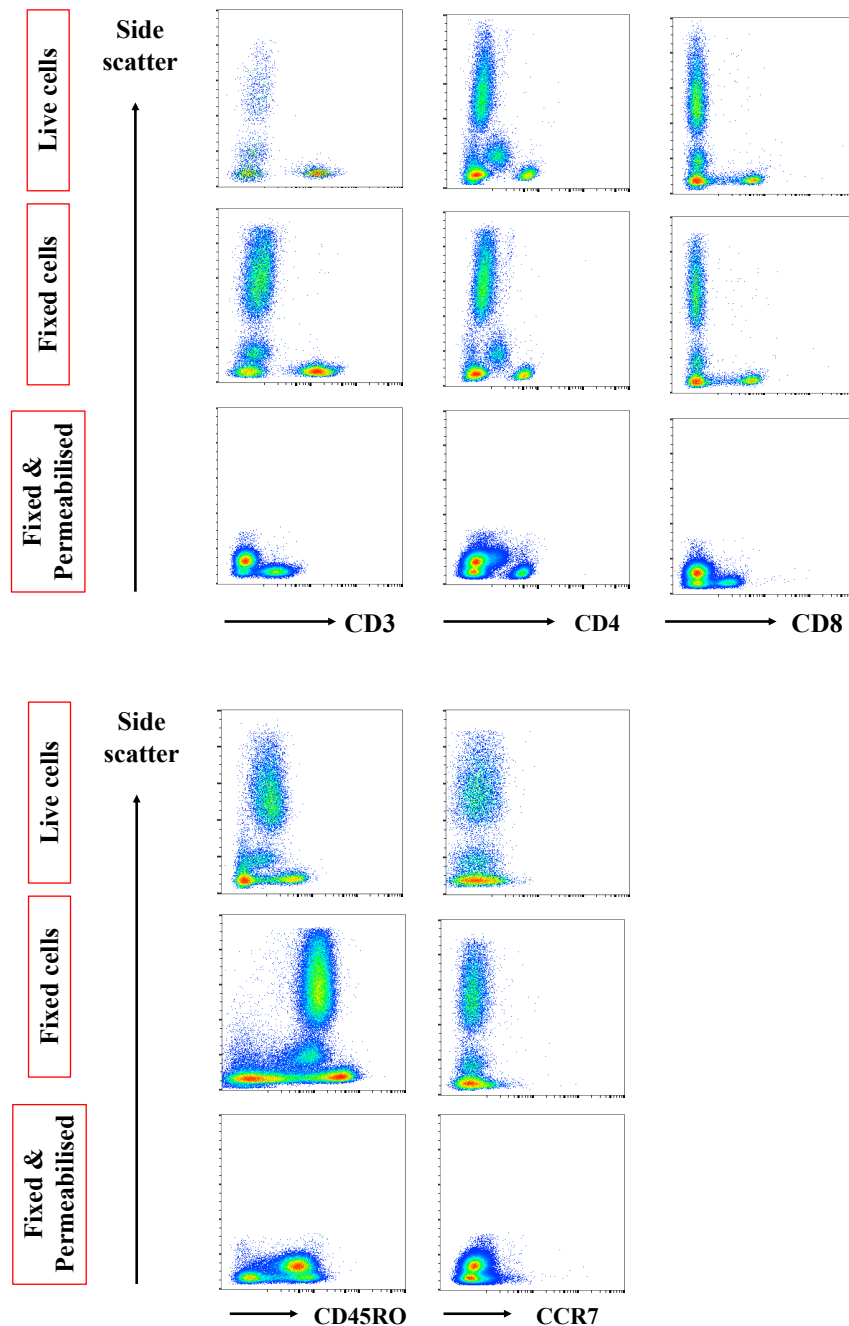 Side
scatter
Live cells
Fixed cells
Fixed &
Permeabilised
CD3
CD4
CD8
Side
scatter
Live cells
Fixed cells
Fixed &
Permeabilised
CD45RO
CCR7